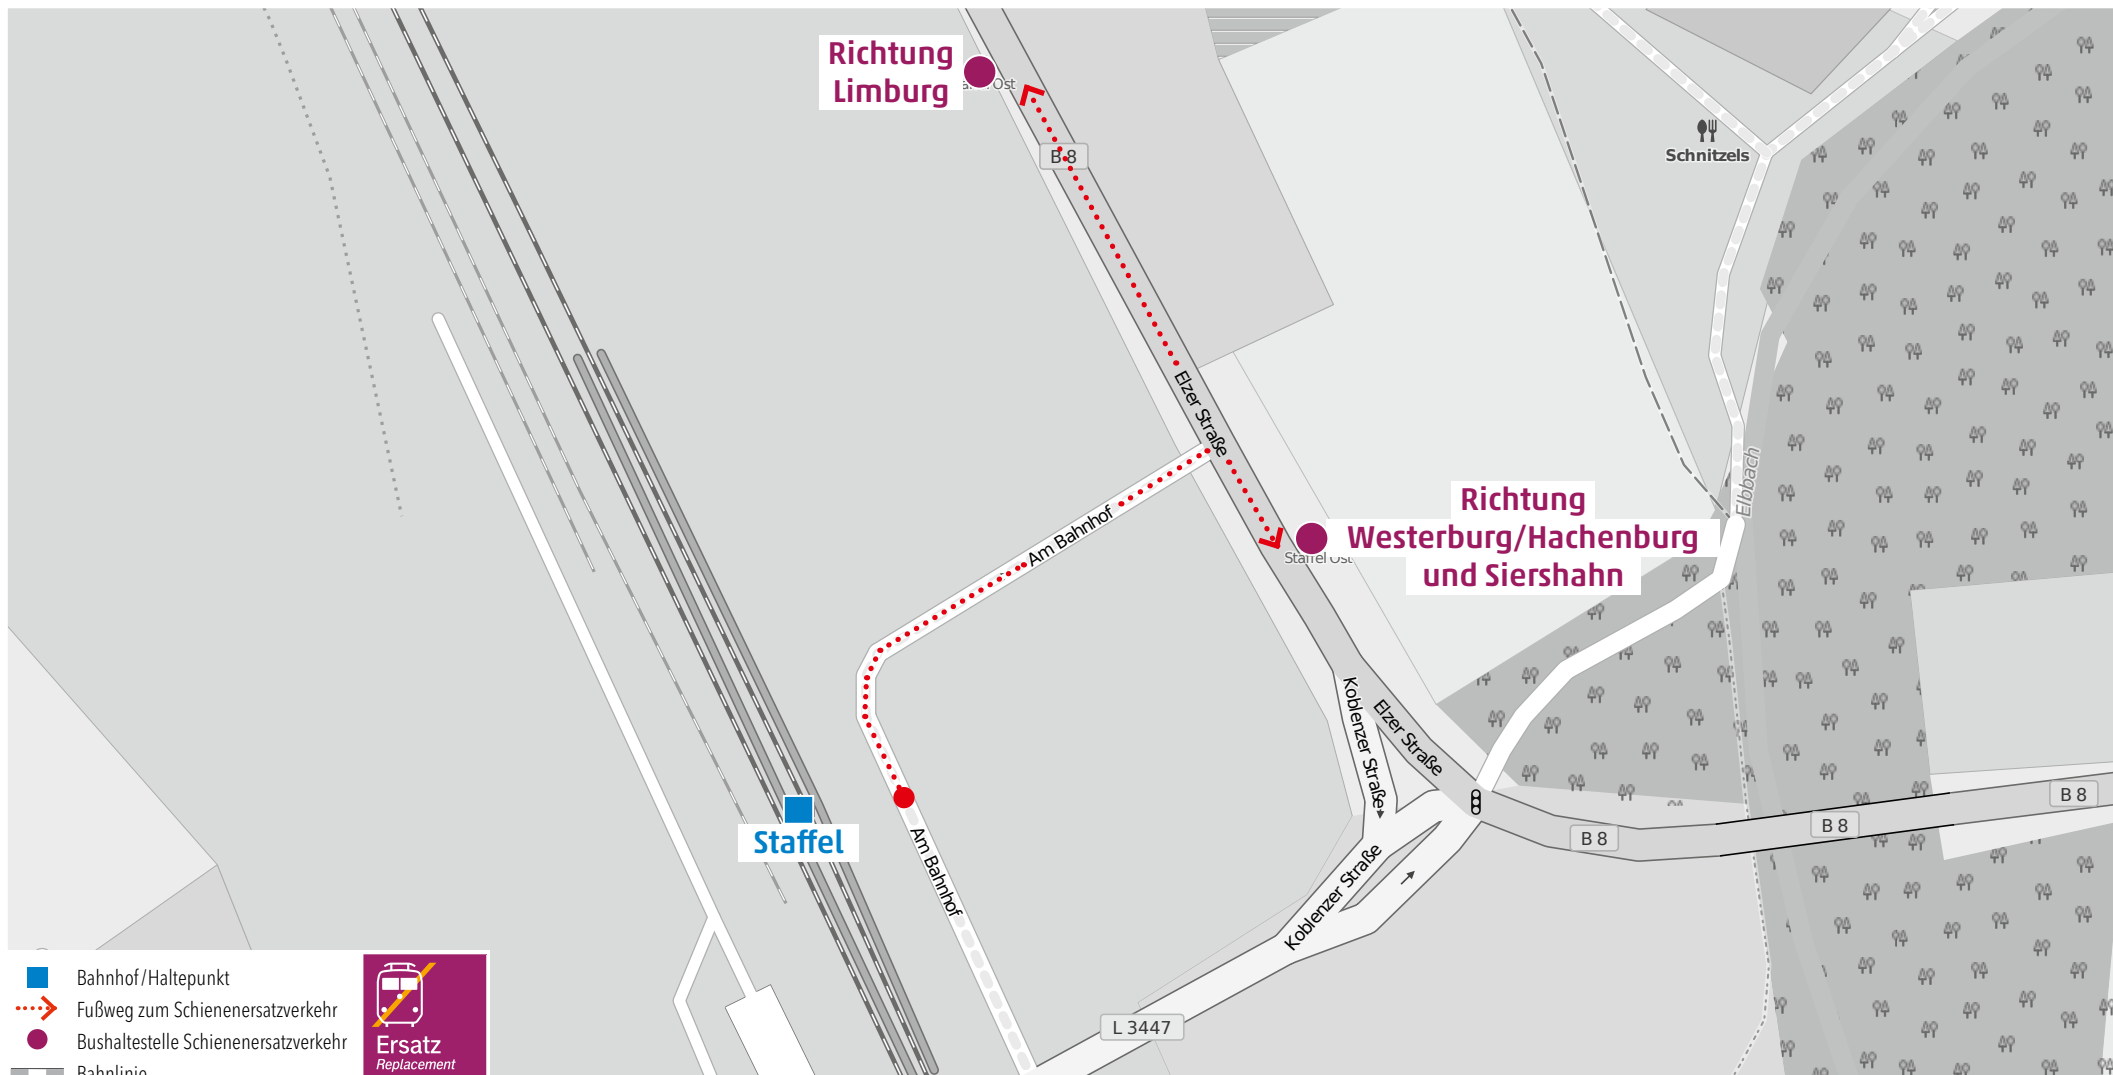 Richtung
Limburg
Ost
B 8
Schnitzels
Elzer Straße
Am Bahnhof
Richtung
Westerburg/Hachenburg
und Siershahn
Staffel Ost
Elbbach
Koblenzer Straße
Elzer Straße
B 8
B 8
B 8
Staffel
Am Bahnhof
Koblenzer Straße
L 3447
Bahnhof/Haltepunkt
Fußweg zum Schienenersatzverkehr
Bushaltestelle Schienenersatzverkehr
Bahnlinie
Ersatz
Replacement